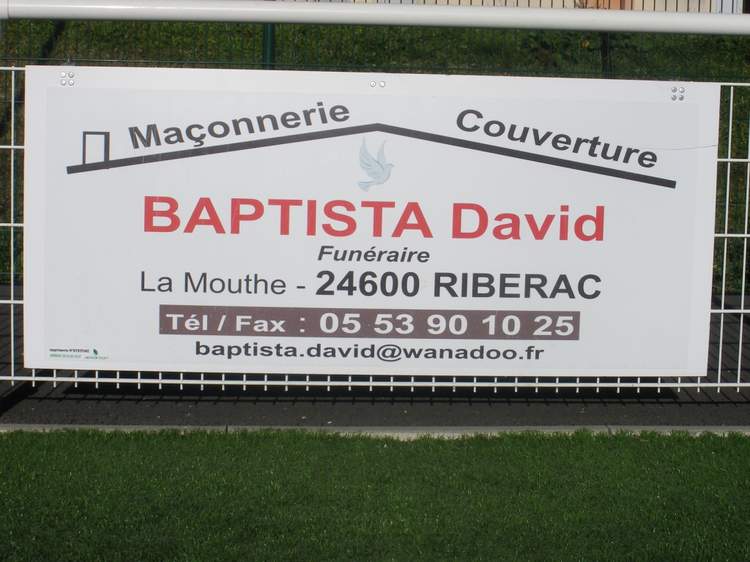 Maçonnerie Couverture
BAPTISTA David
Funéraire
La Mouthe - 24600 RIBERAC
Tél / Fax : 05 53 90 10 25
baptista.david@wanadoo.fr